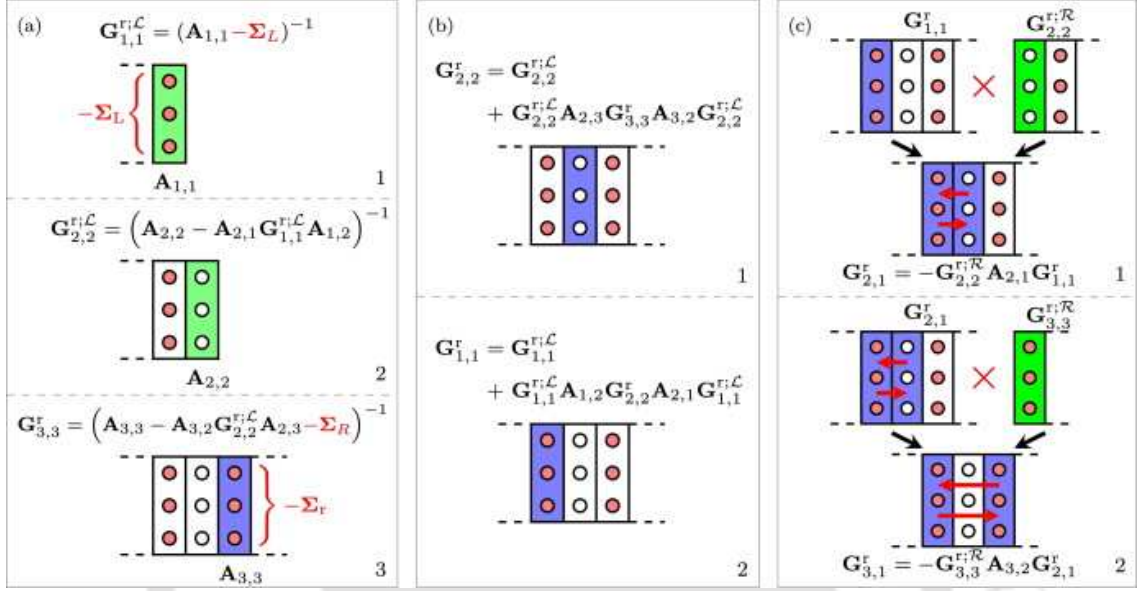 (a)
G^{r;ℒ}_{1,1} = (A_{1,1}-Σ_L)^{-1}
-Σ_L
A_{1,1}
1
G^{r;ℒ}_{2,2} = (A_{2,2} - A_{2,1}G^{r;ℒ}_{1,1}A_{1,2})^{-1}
A_{2,2}
2
G^r_{3,3} = (A_{3,3} - A_{3,2}G^{r;ℒ}_{2,2}A_{2,3}-Σ_R)^{-1}
-Σ_r
A_{3,3}
3
(b)
G^r_{2,2} = G^{r;ℒ}_{2,2}
+ G^{r;ℒ}_{2,2}A_{2,3}G^r_{3,3}A_{3,2}G^{r;ℒ}_{2,2}
1
G^r_{1,1} = G^{r;ℒ}_{1,1}
+ G^{r;ℒ}_{1,1}A_{1,2}G^r_{2,2}A_{2,1}G^{r;ℒ}_{1,1}
2
(c)
G^r_{1,1} G^{r;ℛ}_{2,2}
×
G^r_{2,1} = -G^{r;ℛ}_{2,2}A_{2,1}G^r_{1,1}
1
G^r_{2,1} G^{r;ℛ}_{3,3}
×
G^r_{3,1} = -G^{r;ℛ}_{3,3}A_{3,2}G^r_{2,1}
2